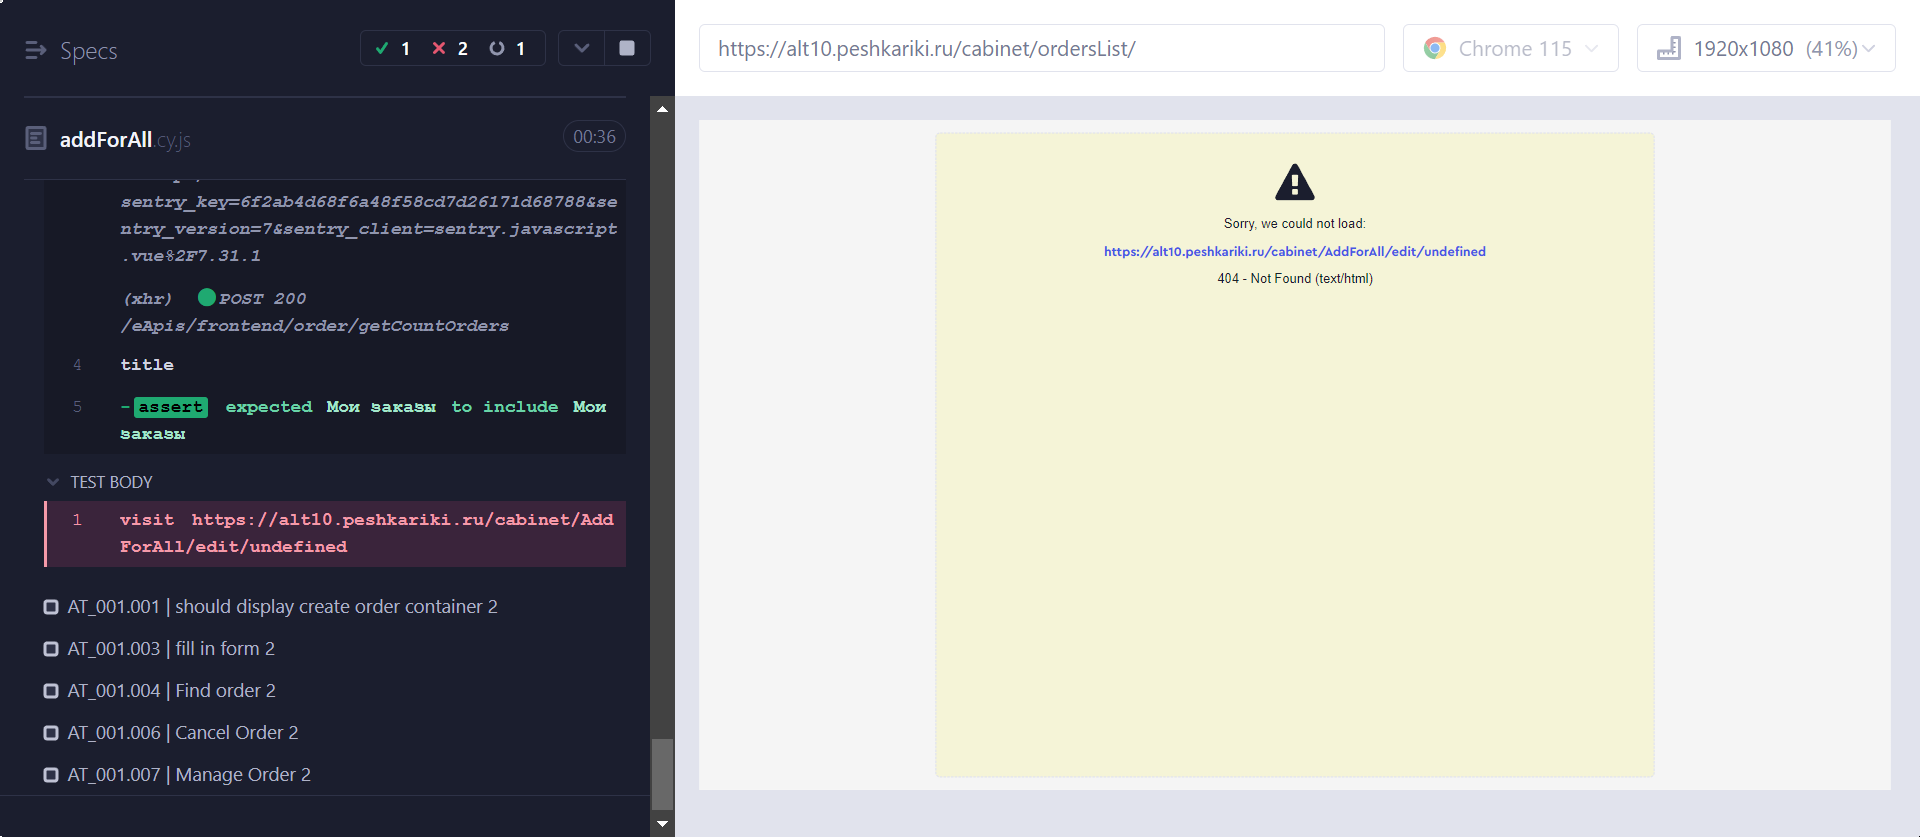 Specs
1
2
1
https://alt10.peshkariki.ru/cabinet/ordersList/
Chrome 115
1920x1080 (41%)
addForAll.cy.js
00:36
sentry_key=6f2ab4d68f6a48f58cd7d26171d68788&se
ntry_version=7&sentry_client=sentry.javascript
.vue%2F7.31.1
(xhr) POST 200
/eApis/frontend/order/getCountOrders
4 title
5 -assert expected Мои заказы to include Мои
заказы
TEST BODY
1 visit https://alt10.peshkariki.ru/cabinet/Add
ForAll/edit/undefined
AT_001.001 | should display create order container 2
AT_001.003 | fill in form 2
AT_001.004 | Find order 2
AT_001.006 | Cancel Order 2
AT_001.007 | Manage Order 2
Sorry, we could not load:
https://alt10.peshkariki.ru/cabinet/AddForAll/edit/undefined
404 - Not Found (text/html)